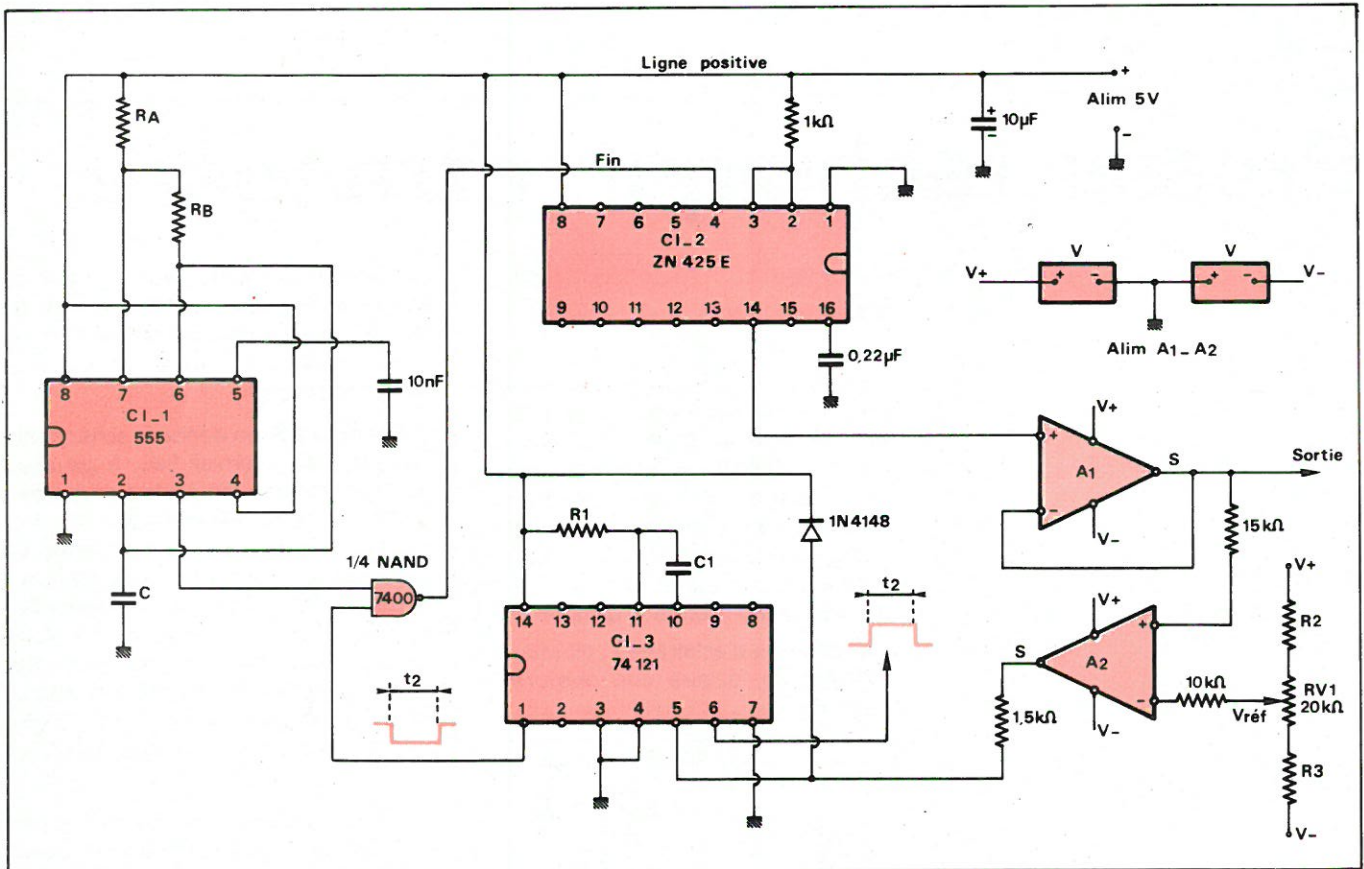 Ligne positive
+
Alim 5V
-
RA
1kΩ
+
10µF
-
Fin
RB
8 7 6 5 4 3 2 1
CI_2
ZN 425 E
9 10 11 12 13 14 15 16
V V
V+ + - + - V-
Alim A1_A2
0,22µF
10nF
8 7 6 5
CI_1
555
1 2 3 4
V+
+
A1
S
Sortie
-
V-
R1
1N4148
15kΩ
C1
1/4 NAND
7400
C
t2
V+
14 13 12 11 10 9 8
CI_3
74 121
1 2 3 4 5 6 7
t2
V+
+
S
A2
-
V-
R2
10kΩ
Vréf
RV1
20kΩ
1,5kΩ
R3
V-